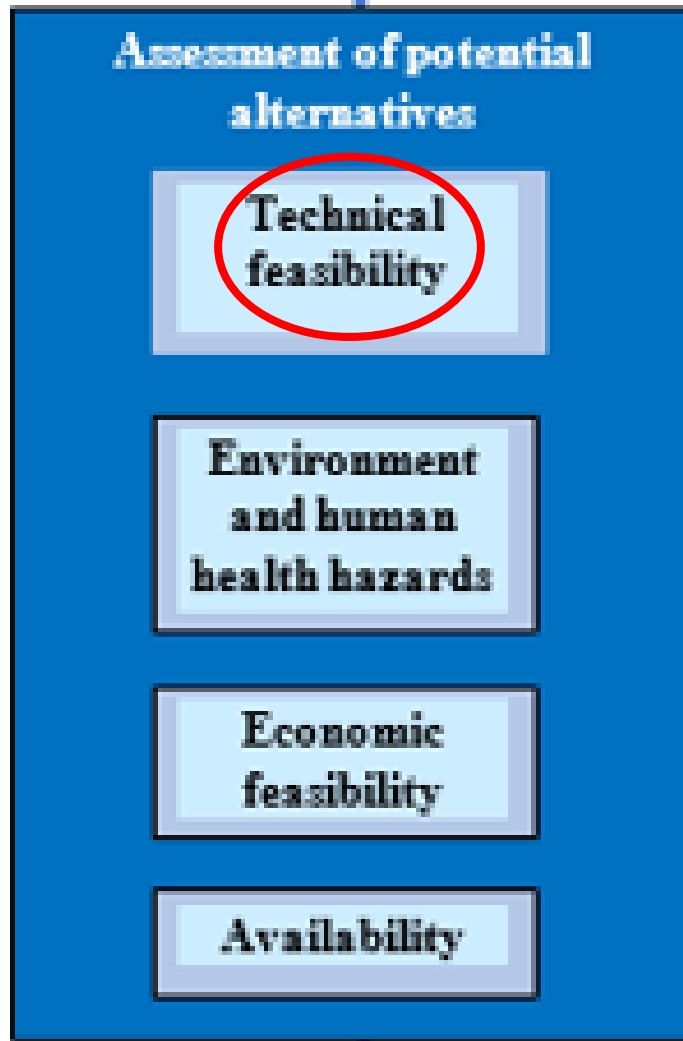 Assessment of potential
alternatives
Technical
feasibility
Environment
and human
health hazards
Economic
feasibility
Availability